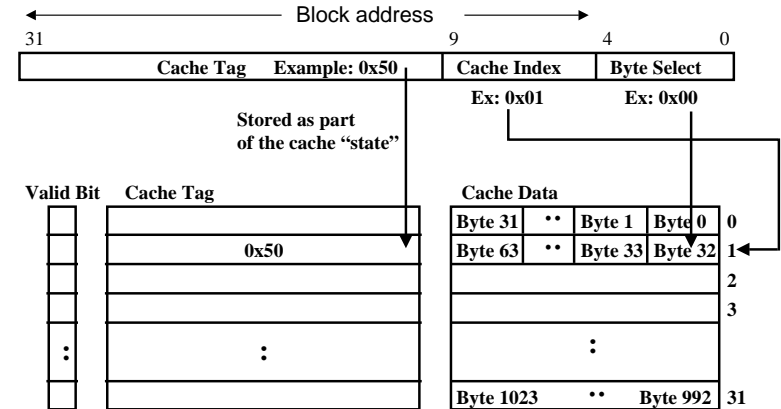 Block address
31 9 4 0
Cache Tag Example: 0x50 Cache Index Byte Select
Ex: 0x01 Ex: 0x00
Stored as part
of the cache “state”
Valid Bit Cache Tag Cache Data
Byte 31 •• Byte 1 Byte 0 0
0x50 Byte 63 •• Byte 33 Byte 32 1
2
3
: : :
Byte 1023 •• Byte 992 31